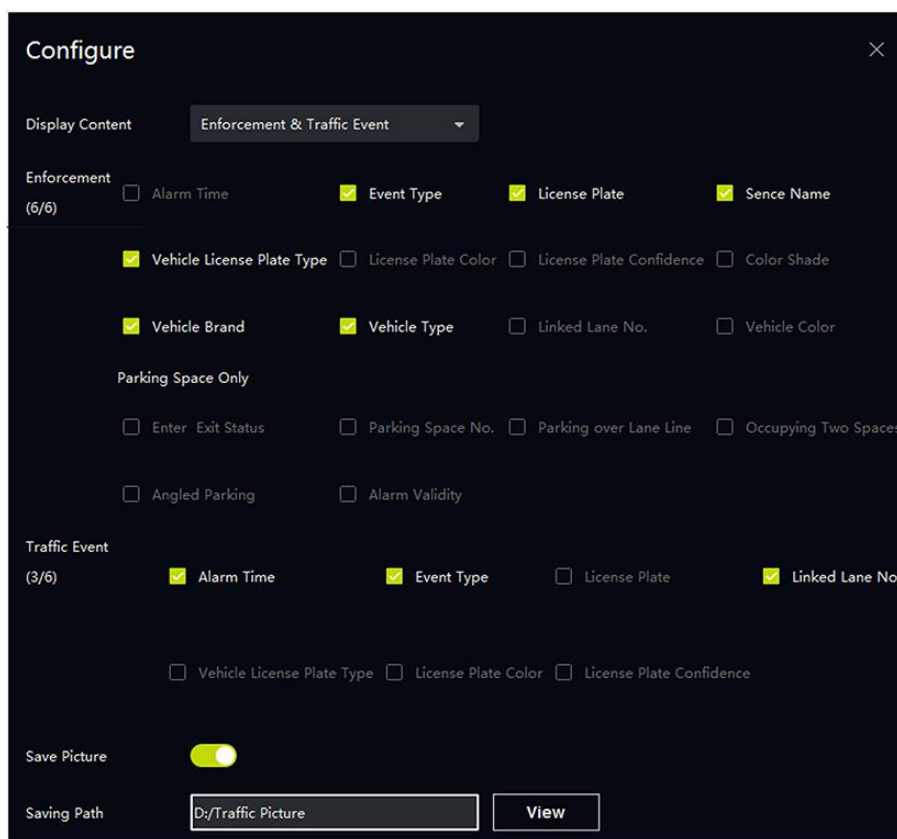 Configure
Display Content Enforcement & Traffic Event
Enforcement
(6/6)
Alarm Time Event Type License Plate Sence Name
Vehicle License Plate Type License Plate Color License Plate Confidence Color Shade
Vehicle Brand Vehicle Type Linked Lane No. Vehicle Color
Parking Space Only
Enter Exit Status Parking Space No. Parking over Lane Line Occupying Two Spaces
Angled Parking Alarm Validity
Traffic Event
(3/6)
Alarm Time Event Type License Plate Linked Lane No
Vehicle License Plate Type License Plate Color License Plate Confidence
Save Picture
Saving Path D:/Traffic Picture View